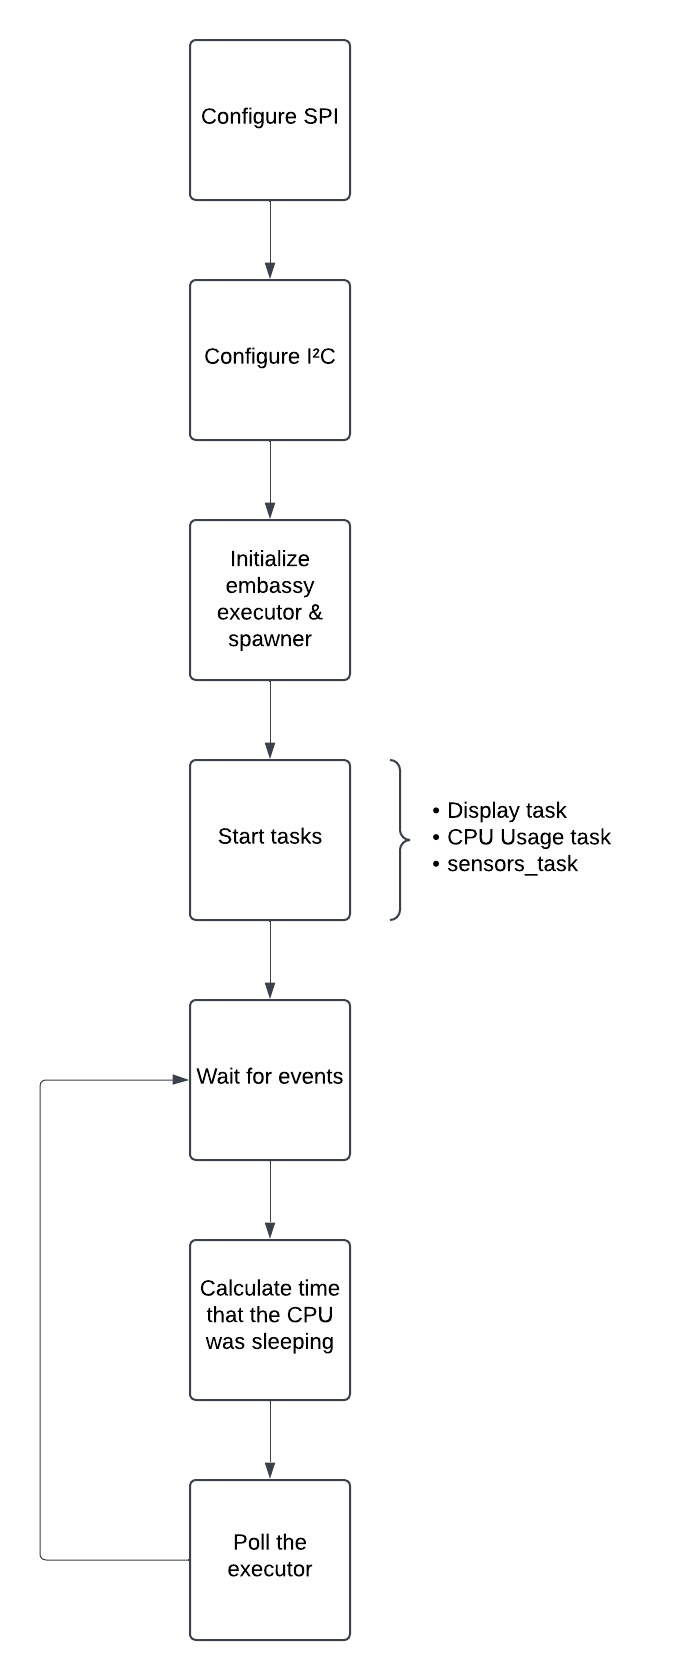 Configure SPI
Configure I²C
Initialize
embassy
executor &
spawner
Start tasks
• Display task
• CPU Usage task
• sensors_task
Wait for events
Calculate time
that the CPU
was sleeping
Poll the
executor